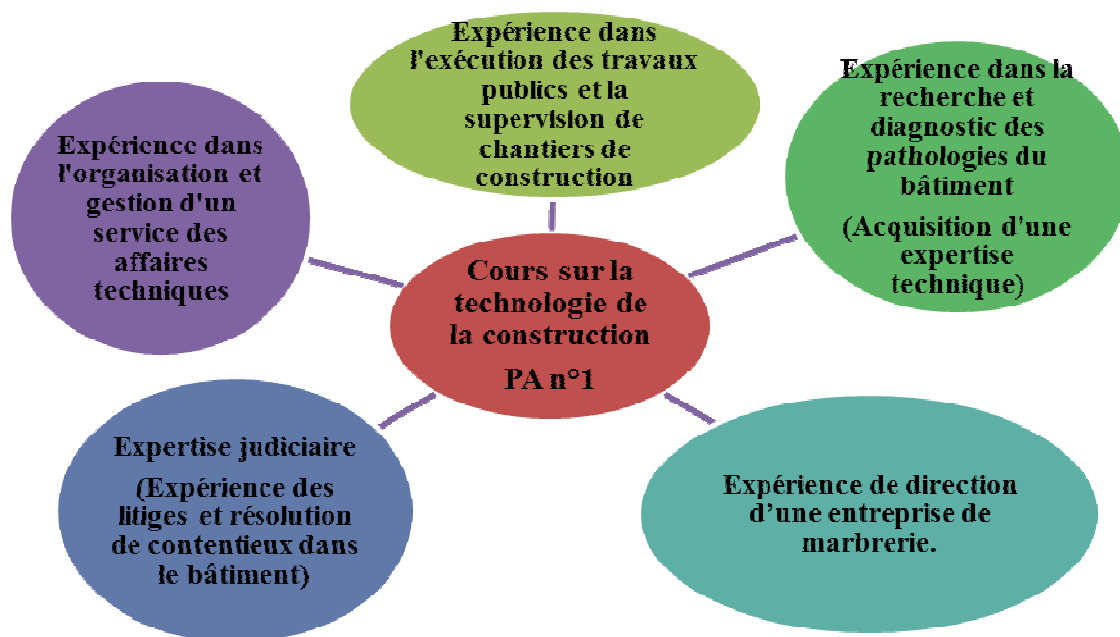 Expérience dans
l'exécution des travaux
publics et la
supervision de
chantiers de
construction
Expérience dans la
recherche et
diagnostic des
pathologies du
bâtiment
(Acquisition d'une
expertise
technique)
Expérience dans
l'organisation et
gestion d'un
service des
affaires
techniques
Cours sur la
technologie de
la construction
PA n°1
Expertise judiciaire
(Expérience des
litiges et résolution
de contentieux dans
le bâtiment)
Expérience de direction
d’une entreprise de
marbrerie.